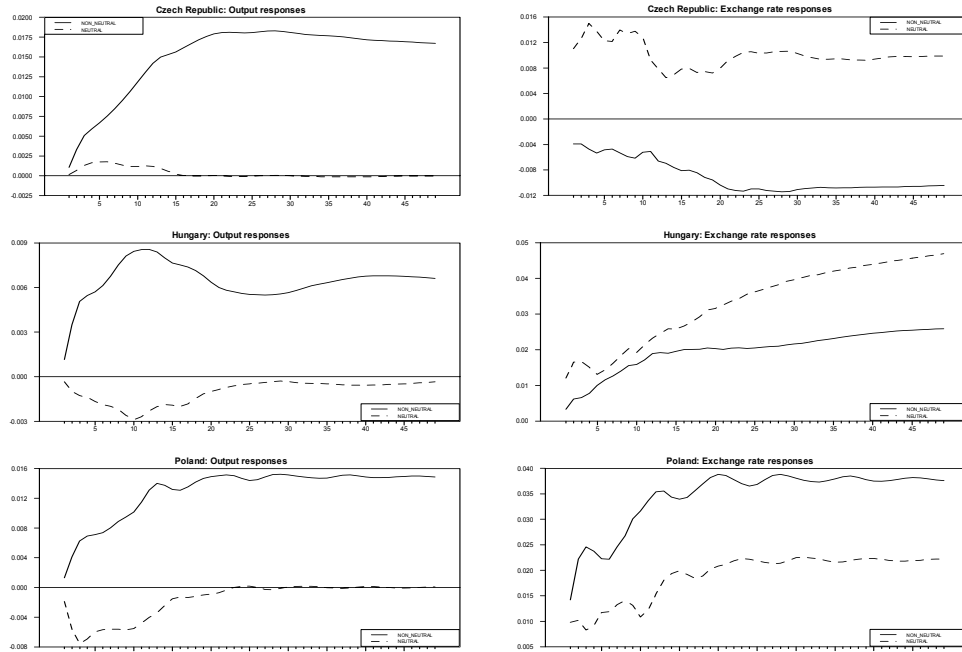 Czech Republic: Output responses
NON_NEUTRAL
NEUTRAL
0.0200
0.0175
0.0150
0.0125
0.0100
0.0075
0.0050
0.0025
0.0000
-0.0025
5 10 15 20 25 30 35 40 45
Czech Republic: Exchange rate responses
NON_NEUTRAL
NEUTRAL
0.016
0.012
0.008
0.004
0.000
-0.004
-0.008
-0.012
5 10 15 20 25 30 35 40 45
Hungary: Output responses
0.009
0.006
0.003
0.000
-0.003
NON_NEUTRAL
NEUTRAL
5 10 15 20 25 30 35 40 45
Hungary: Exchange rate responses
0.05
0.04
0.03
0.02
0.01
0.00
NON_NEUTRAL
NEUTRAL
5 10 15 20 25 30 35 40 45
Poland: Output responses
0.016
0.012
0.008
0.004
0.000
-0.004
-0.008
NON_NEUTRAL
NEUTRAL
Poland: Exchange rate responses
0.040
0.035
0.030
0.025
0.020
0.015
0.010
0.005
NON_NEUTRAL
NEUTRAL